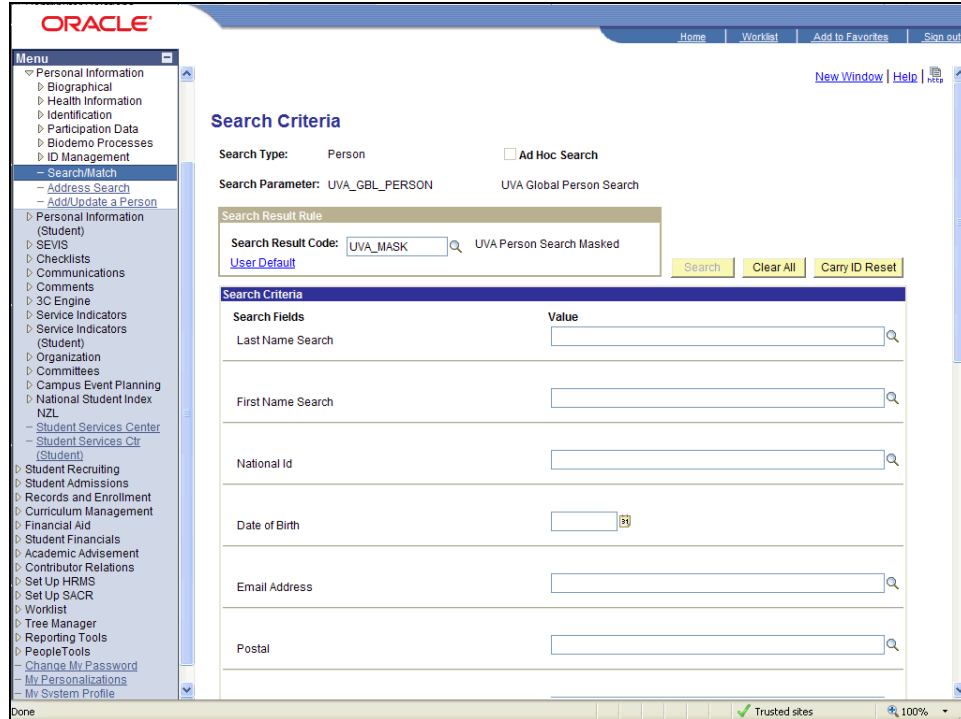 ORACLE
Home
Worklist
Add to Favorites
Sign out
Menu
Personal Information
Biographical
Health Information
Identification
Participation Data
Biodemo Processes
ID Management
Search/Match
Address Search
Add/Update a Person
Personal Information
(Student)
SEVIS
Checklists
Communications
Comments
3C Engine
Service Indicators
Service Indicators
(Student)
Organization
Committees
Campus Event Planning
National Student Index
NZL
Student Services Center
Student Services Ctr
(Student)
Student Recruiting
Student Admissions
Records and Enrollment
Curriculum Management
Financial Aid
Student Financials
Academic Advisement
Contributor Relations
Set Up HRMS
Set Up SACR
Worklist
Tree Manager
Reporting Tools
PeopleTools
Change My Password
My Personalizations
My System Profile
New Window | Help | http
Search Criteria
Search Type: Person Ad Hoc Search
Search Parameter: UVA_GBL_PERSON UVA Global Person Search
Search Result Rule
Search Result Code: UVA_MASK UVA Person Search Masked
User Default
Search Clear All Carry ID Reset
Search Criteria
Search Fields Value
Last Name Search
First Name Search
National Id
Date of Birth
31
Email Address
Postal
Done Trusted sites 100%